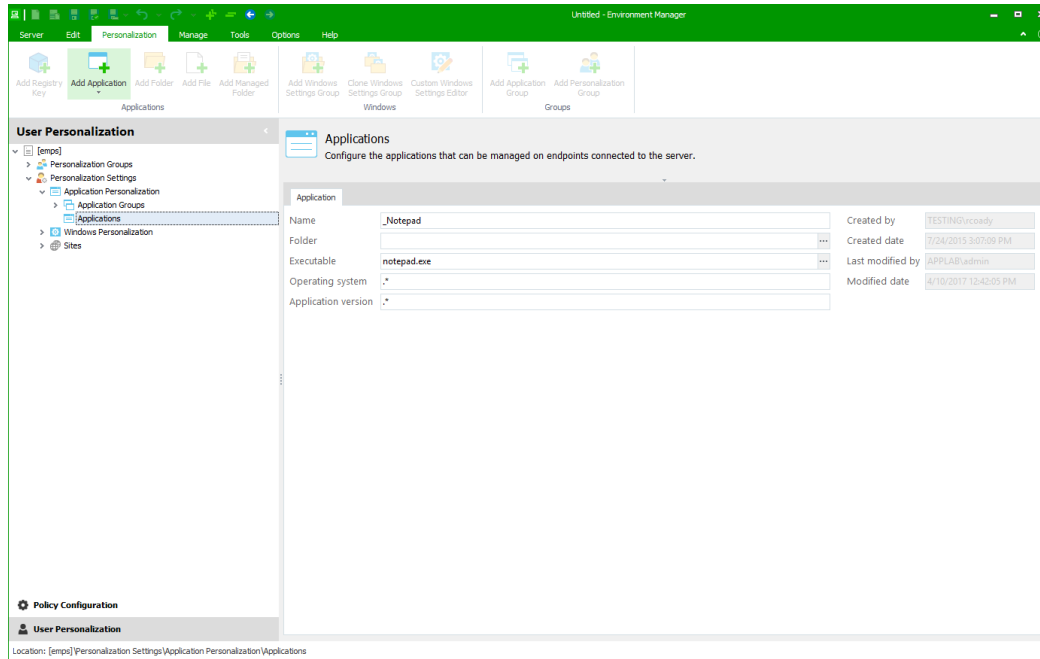 Untitled - Environment Manager
Server Edit Personalization Manage Tools Options Help
Add Registry Key
Add Application
Add Folder
Add File
Add Managed Folder
Applications
Add Windows Settings Group
Clone Windows Settings Group
Custom Windows Settings Editor
Windows
Add Application Group
Add Personalization Group
Groups
User Personalization
[emps]
Personalization Groups
Personalization Settings
Application Personalization
Application Groups
Applications
Windows Personalization
Sites
Policy Configuration
User Personalization
Applications
Configure the applications that can be managed on endpoints connected to the server.
Application
Name _Notepad
Folder ...
Executable notepad.exe ...
Operating system .*
Application version .*
Created by TESTING\rcoady
Created date 7/24/2015 3:07:09 PM
Last modified by APPLAB\admin
Modified date 4/10/2017 12:42:05 PM
Location: [emps]\Personalization Settings\Application Personalization\Applications